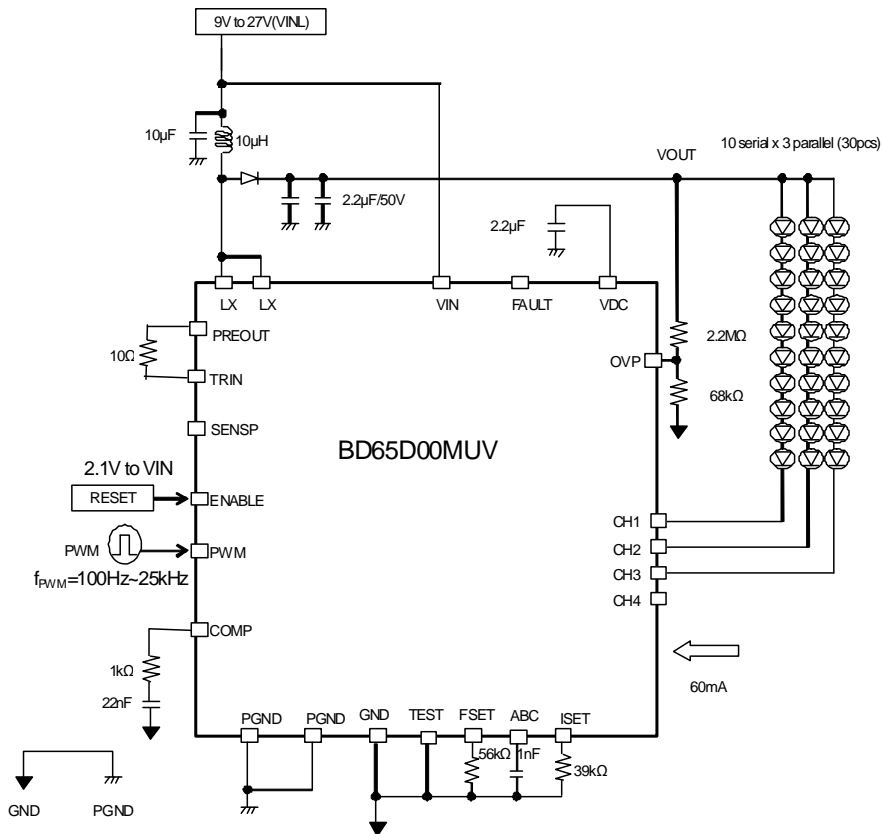 9V to 27V(VINL)
10µF
10µH
VOUT
10 serial x 3 parallel (30pcs)
2.2µF/50V
2.2µF
LX
LX
VIN
FAULT
VDC
PREOUT
10Ω
TRIN
2.2MΩ
OVP
68kΩ
SENSP
BD65D00MUV
2.1V to VIN
RESET
ENABLE
CH1
PWM
PWM
CH2
fPWM=100Hz~25kHz
CH3
CH4
COMP
1kΩ
60mA
22nF
PGND
PGND
GND
TEST
FSET
ABC
ISET
56kΩ
1nF
39kΩ
GND
PGND